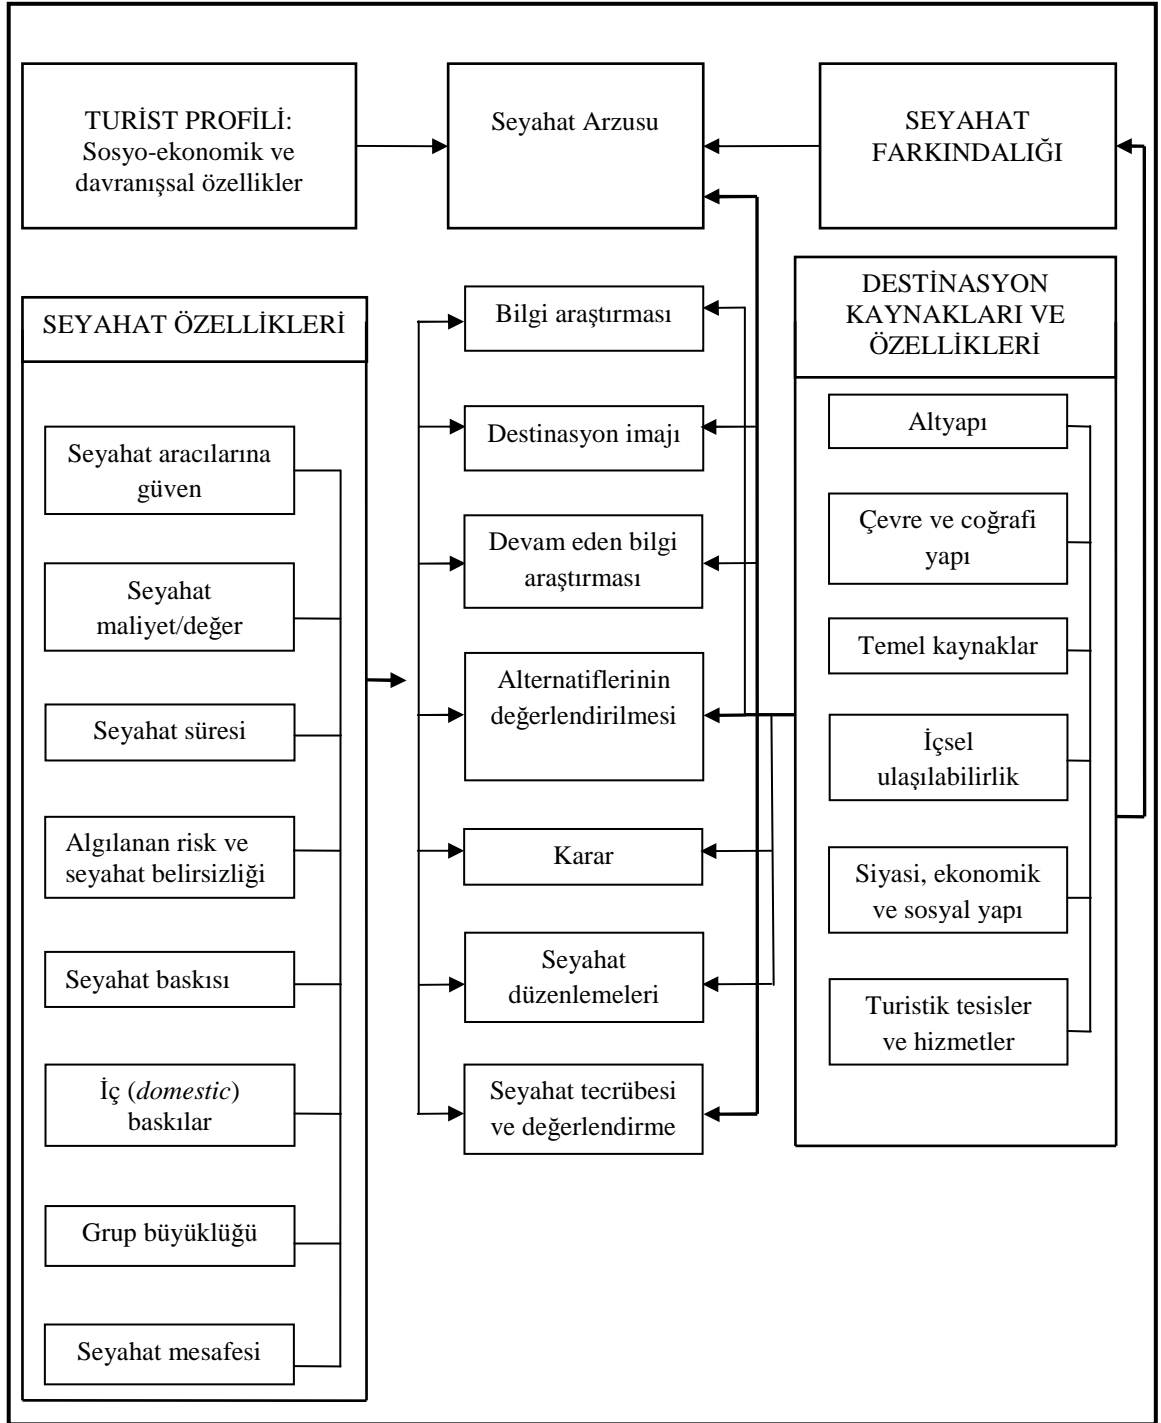 TURİST PROFİLİ:
Sosyo-ekonomik ve
davranışsal özellikler
Seyahat Arzusu
SEYAHAT
FARKINDALIĞI
SEYAHAT ÖZELLİKLERİ
Seyahat aracılarına
güven
Seyahat
maliyet/değer
Seyahat süresi
Algılanan risk ve
seyahat belirsizliği
Seyahat baskısı
İç (domestic)
baskılar
Grup büyüklüğü
Seyahat mesafesi
Bilgi araştırması
Destinasyon imajı
Devam eden bilgi
araştırması
Alternatiflerinin
değerlendirilmesi
Karar
Seyahat
düzenlemeleri
Seyahat tecrübesi
ve değerlendirme
DESTİNASYON
KAYNAKLARI VE
ÖZELLİKLERİ
Altyapı
Çevre ve coğrafi
yapı
Temel kaynaklar
İçsel
ulaşılabilirlik
Siyasi, ekonomik
ve sosyal yapı
Turistik tesisler
ve hizmetler